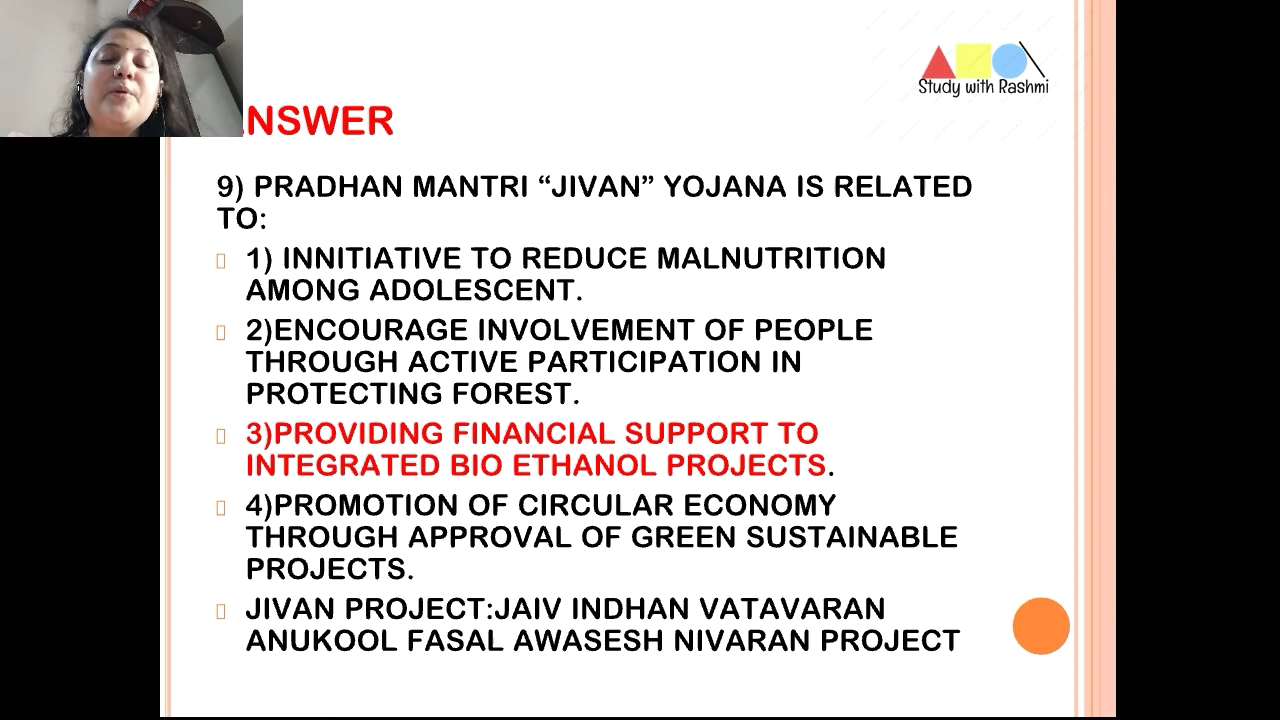 Study with Rashmi
NSWER
9) PRADHAN MANTRI “JIVAN” YOJANA IS RELATED
TO:
1) INNITIATIVE TO REDUCE MALNUTRITION
AMONG ADOLESCENT.
2)ENCOURAGE INVOLVEMENT OF PEOPLE
THROUGH ACTIVE PARTICIPATION IN
PROTECTING FOREST.
3)PROVIDING FINANCIAL SUPPORT TO
INTEGRATED BIO ETHANOL PROJECTS.
4)PROMOTION OF CIRCULAR ECONOMY
THROUGH APPROVAL OF GREEN SUSTAINABLE
PROJECTS.
JIVAN PROJECT:JAIV INDHAN VATAVARAN
ANUKOOL FASAL AWASESH NIVARAN PROJECT